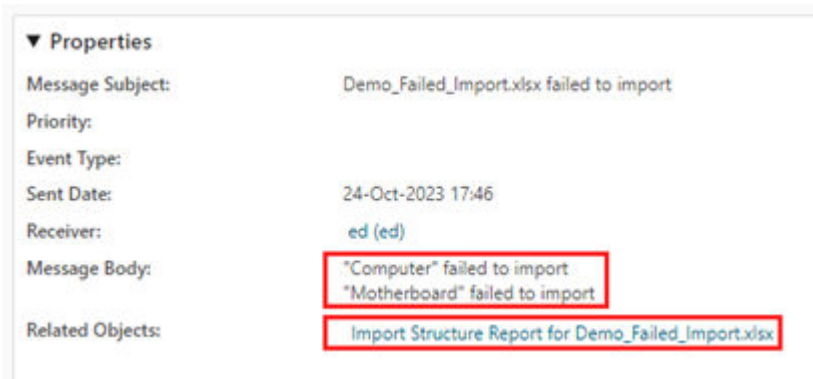 ▼ Properties
Message Subject: Demo_Failed_Import.xlsx failed to import
Priority:
Event Type:
Sent Date: 24-Oct-2023 17:46
Receiver: ed (ed)
Message Body: "Computer" failed to import
"Motherboard" failed to import
Related Objects: Import Structure Report for Demo_Failed_Import.xlsx